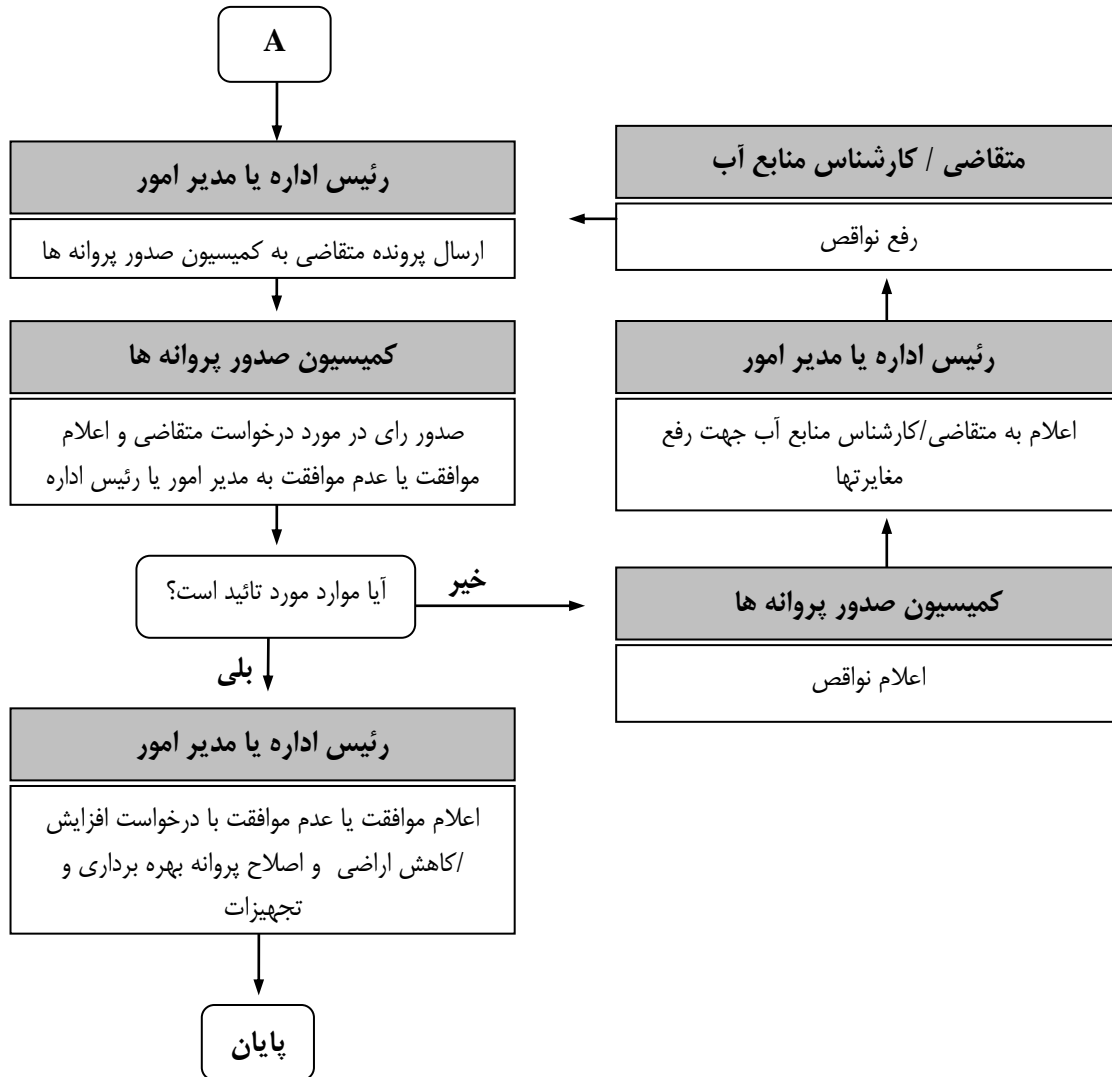 A
رئیس اداره یا مدیر امور
ارسال پرونده متقاضی به کمیسیون صدور پروانه ها
کمیسیون صدور پروانه ها
صدور رای در مورد درخواست متقاضی و اعلام
موافقت یا عدم موافقت به مدیر امور یا رئیس اداره
آیا موارد مورد تائید است؟
خیر
بلی
رئیس اداره یا مدیر امور
اعلام موافقت یا عدم موافقت با درخواست افزایش
/کاهش اراضی و اصلاح پروانه بهره برداری و
تجهیزات
پایان
متقاضی / کارشناس منابع آب
رفع نواقص
رئیس اداره یا مدیر امور
اعلام به متقاضی/کارشناس منابع آب جهت رفع
مغایرتها
کمیسیون صدور پروانه ها
اعلام نواقص